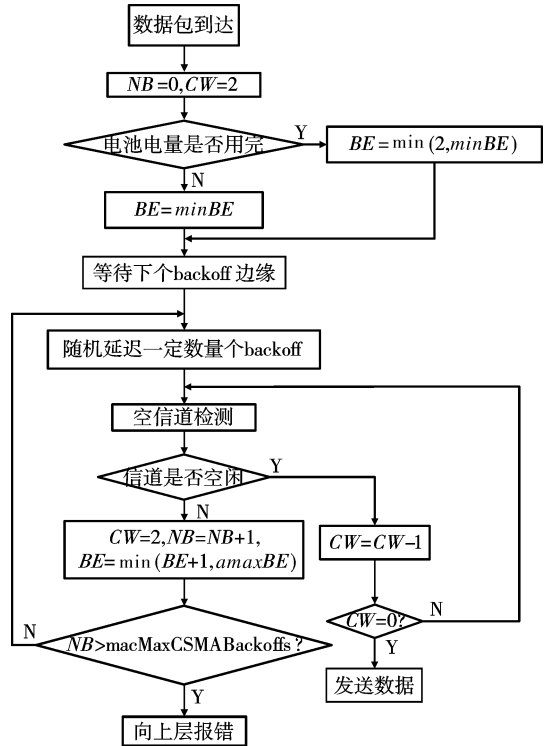 数据包到达
NB=0,CW=2
电池电量是否用完
Y
BE=min(2,minBE)
N
BE=minBE
等待下个backoff边缘
随机延迟一定数量个backoff
空信道检测
信道是否空闲
Y
N
CW=2,NB=NB+1,
BE=min(BE+1,amaxBE)
CW=CW-1
CW=0?
N
Y
N
NB>macMaxCSMABackoffs?
发送数据
Y
向上层报错